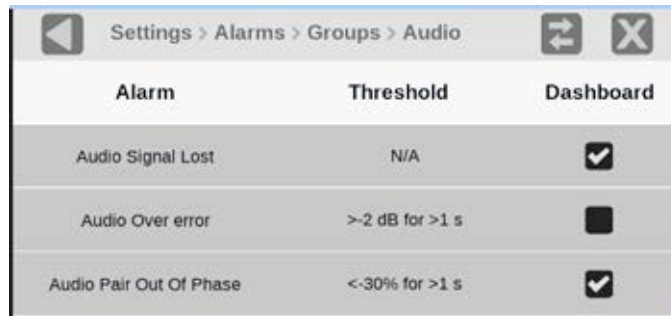 Settings > Alarms > Groups > Audio
Alarm Threshold Dashboard
Audio Signal Lost N/A
Audio Over error >-2 dB for >1 s
Audio Pair Out Of Phase <-30% for >1 s